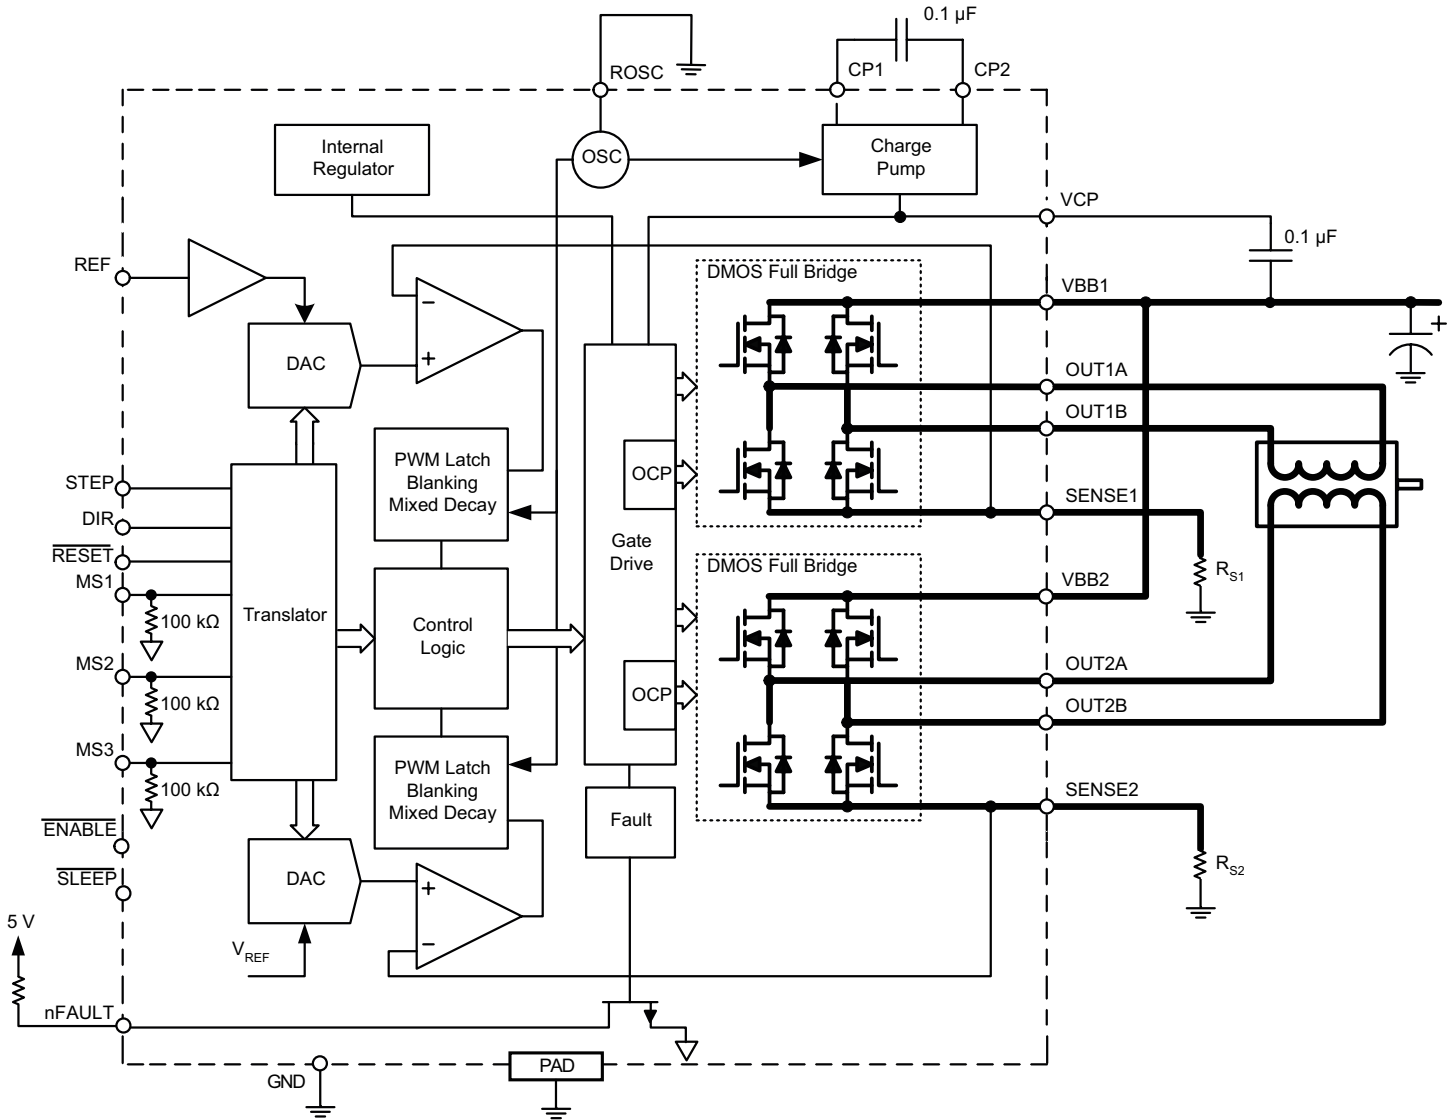 0.1 µF
ROSC
CP1
CP2
Internal
Regulator
OSC
Charge
Pump
VCP
0.1 µF
REF
DMOS Full Bridge
VBB1
−
+
DAC
+
OUT1A
OUT1B
PWM Latch
Blanking
Mixed Decay
OCP
STEP
DIR
RESET
MS1
100 kΩ
SENSE1
Gate
Drive
DMOS Full Bridge
RS1
VBB2
Translator
Control
Logic
MS2
100 kΩ
OUT2A
OCP
OUT2B
MS3
100 kΩ
PWM Latch
Blanking
Mixed Decay
SENSE2
Fault
ENABLE
SLEEP
DAC
+
−
RS2
5 V
VREF
nFAULT
GND
PAD